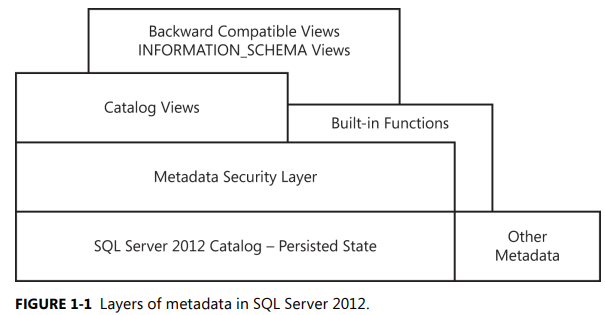 Backward Compatible Views
INFORMATION_SCHEMA Views
Catalog Views
Built-in Functions
Metadata Security Layer
SQL Server 2012 Catalog – Persisted State
Other
Metadata
FIGURE 1-1 Layers of metadata in SQL Server 2012.